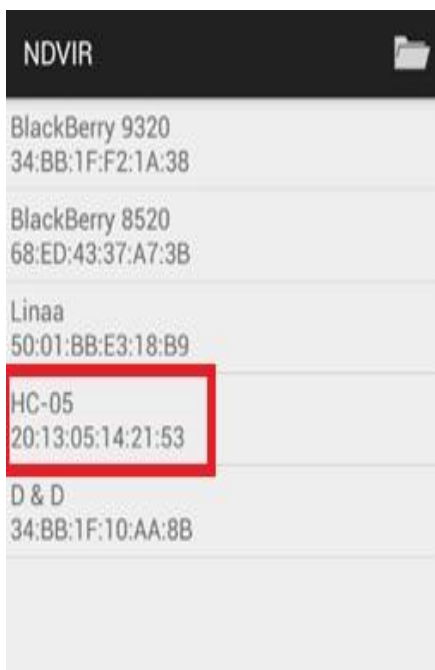 NDVIR
BlackBerry 9320
34:BB:1F:F2:1A:38
BlackBerry 8520
68:ED:43:37:A7:3B
Linaa
50:01:BB:E3:18:B9
HC-05
20:13:05:14:21:53
D & D
34:BB:1F:10:AA:8B